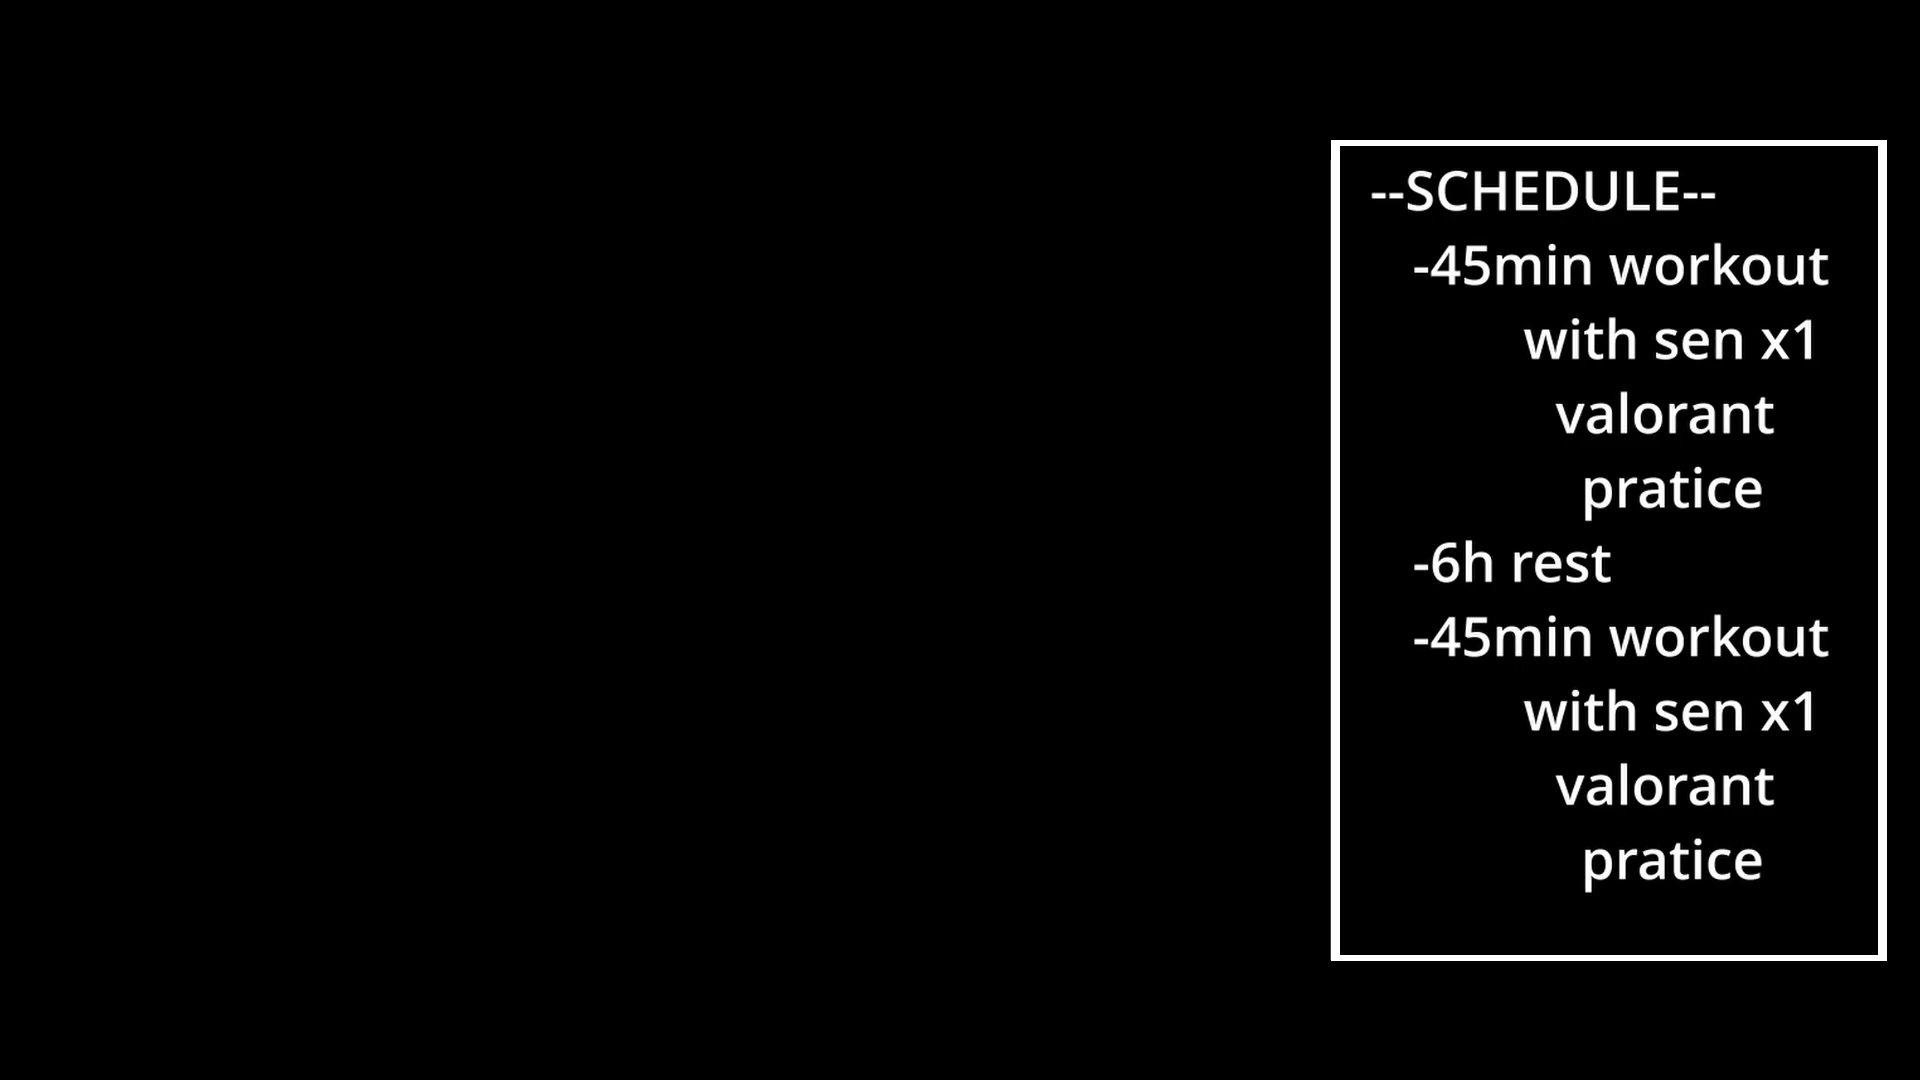 --SCHEDULE--
-45min workout
with sen x1
valorant
pratice
-6h rest
-45min workout
with sen x1
valorant
pratice